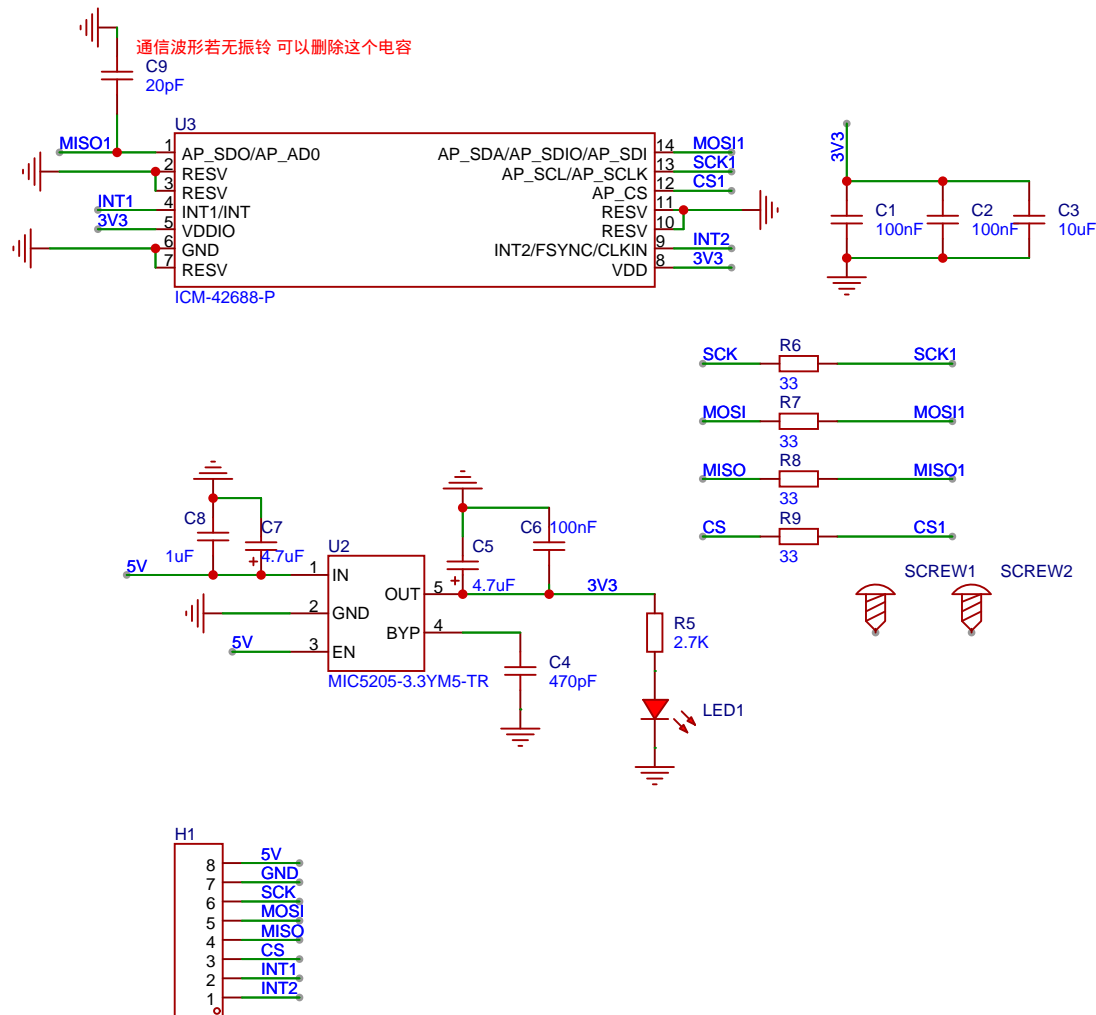 通信波形若无振铃 可以删除这个电容
C9
20pF
U3
MISO1
1
AP_SDO/AP_AD0
2
RESV
3
RESV
INT1
4
INT1/INT
3V3
5
VDDIO
6
GND
7
RESV
AP_SDA/AP_SDIO/AP_SDI
14
MOSI1
AP_SCL/AP_SCLK
13
SCK1
AP_CS
12
CS1
RESV
11
RESV
10
INT2/FSYNC/CLKIN
9
INT2
VDD
8
3V3
ICM-42688-P
3V3
C1
100nF
C2
100nF
C3
10uF
SCK
R6
33
SCK1
MOSI
R7
33
MOSI1
MISO
R8
33
MISO1
CS
R9
33
CS1
SCREW1
SCREW2
C8
1uF
C7
4.7uF
+
5V
U2
1
IN
2
GND
5V
3
EN
OUT
5
BYP
4
MIC5205-3.3YM5-TR
C5
4.7uF
+
C6
100nF
3V3
C4
470pF
R5
2.7K
LED1
H1
8
5V
7
GND
6
SCK
5
MOSI
4
MISO
3
CS
2
INT1
1
INT2